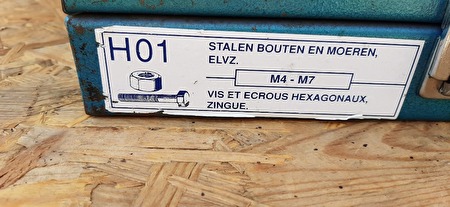 H01
STALEN BOUTEN EN MOEREN,
ELVZ.
M4 - M7
VIS ET ECROUS HEXAGONAUX,
ZINGUE.